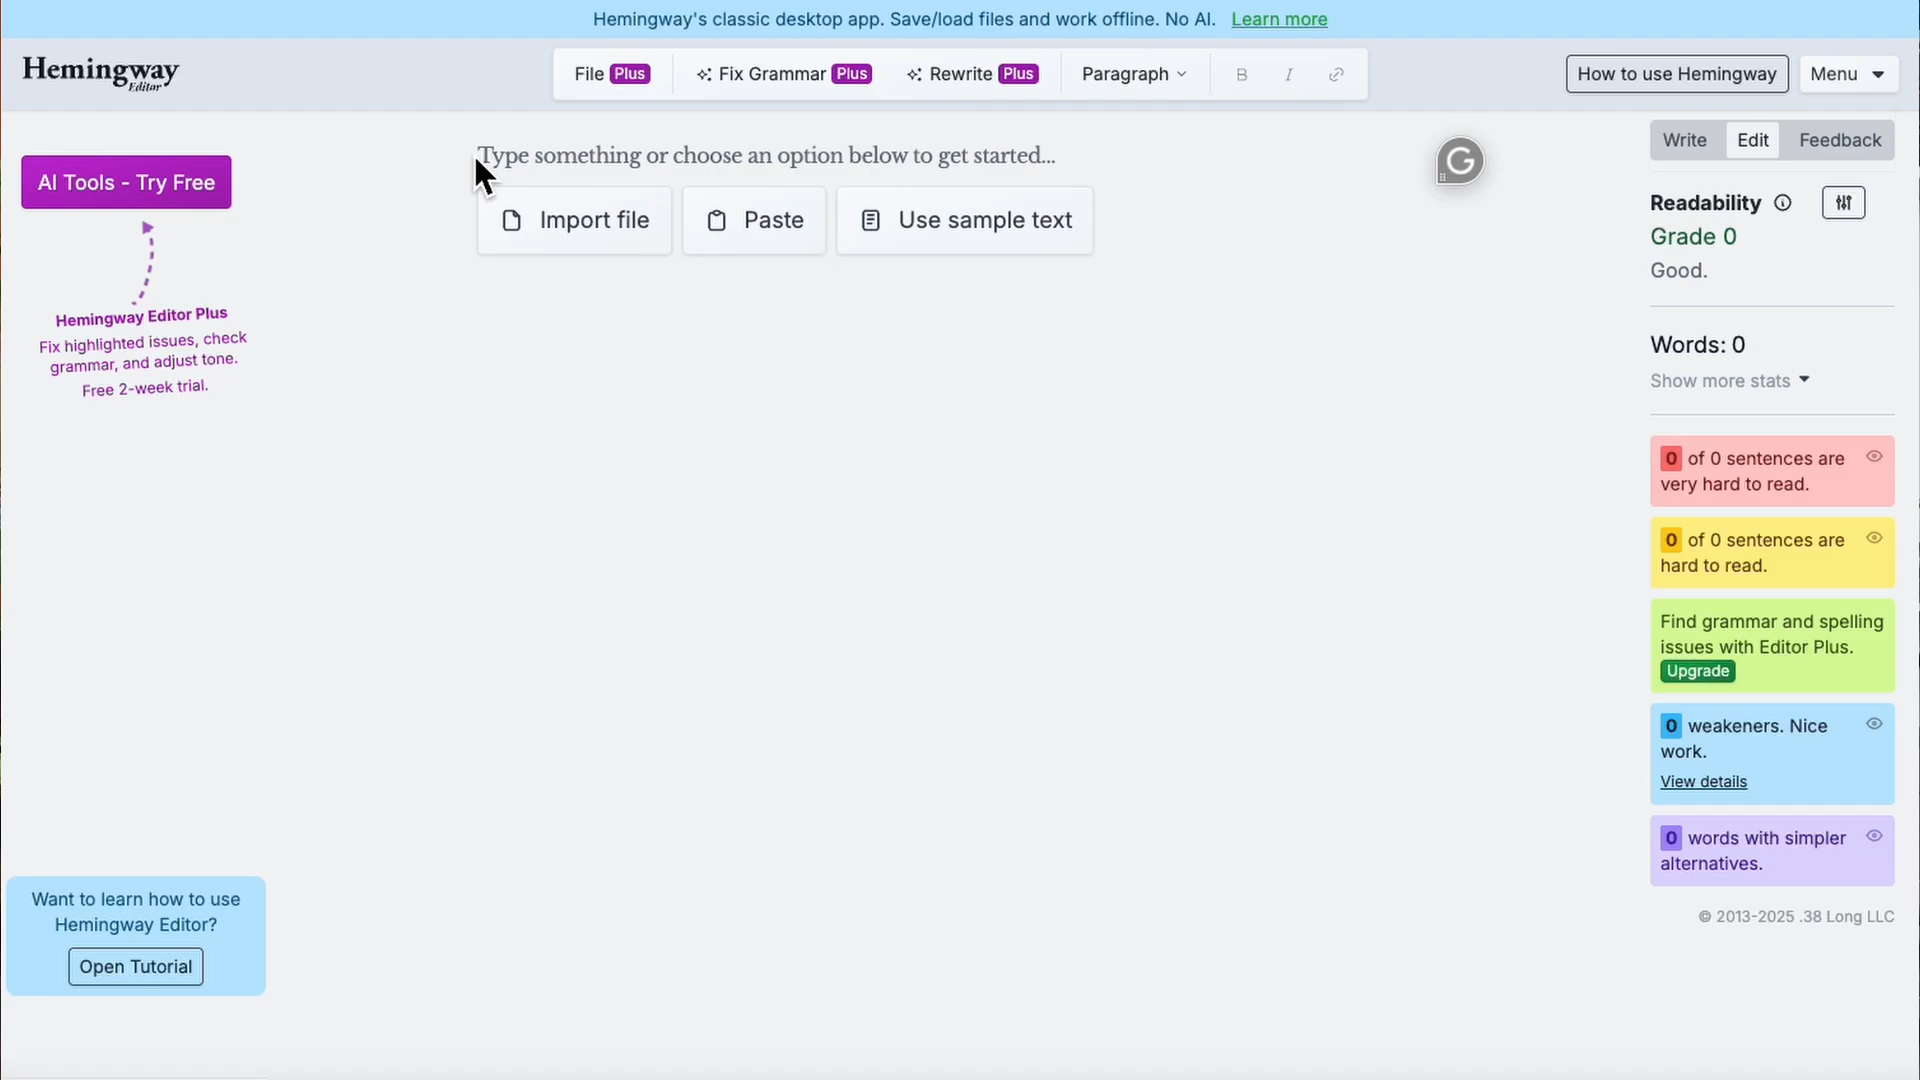 Hemingway's classic desktop app. Save/load files and work offline. No AI. Learn more
Hemingway
Editor
File Plus
Fix Grammar Plus
Rewrite Plus
Paragraph
B
I
How to use Hemingway
Menu
AI Tools - Try Free
Hemingway Editor Plus
Fix highlighted issues, check
grammar, and adjust tone.
Free 2-week trial.
Type something or choose an option below to get started...
Import file
Paste
Use sample text
G
Write
Edit
Feedback
Readability
Grade 0
Good.
Words: 0
Show more stats
0 of 0 sentences are
very hard to read.
0 of 0 sentences are
hard to read.
Find grammar and spelling
issues with Editor Plus.
Upgrade
0 weakeners. Nice
work.
View details
0 words with simpler
alternatives.
© 2013-2025 .38 Long LLC
Want to learn how to use
Hemingway Editor?
Open Tutorial